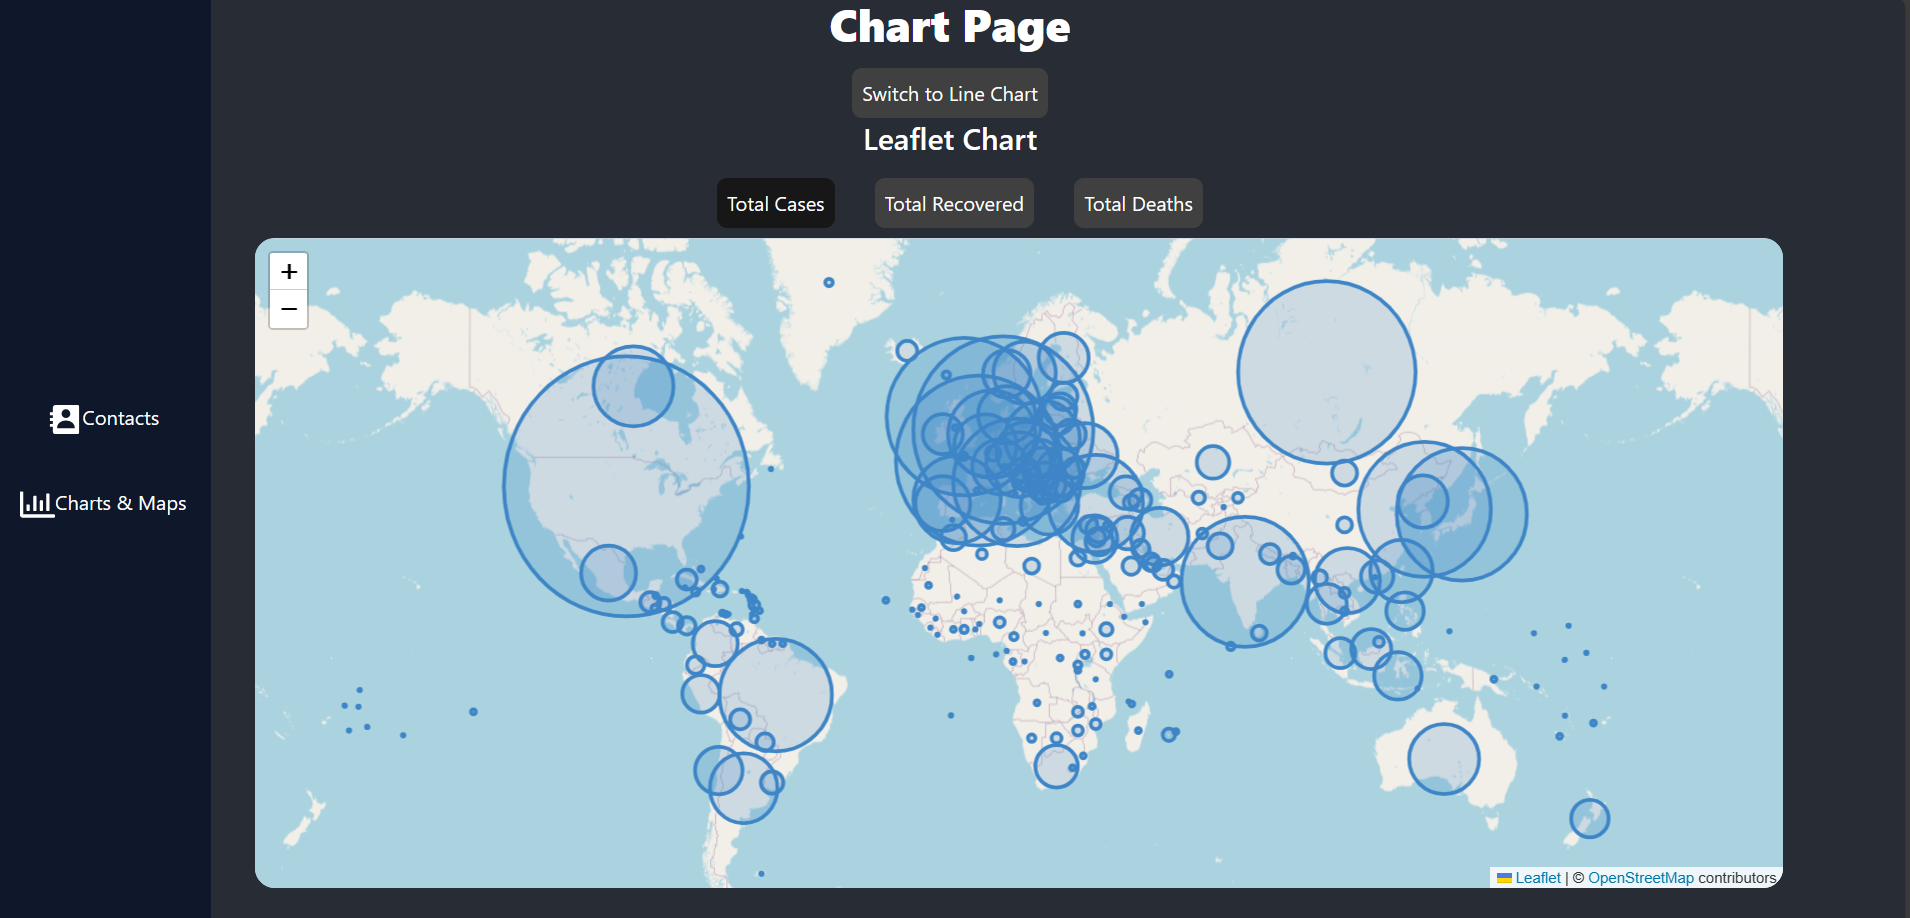 Chart Page
Switch to Line Chart
Leaflet Chart
Total Cases Total Recovered Total Deaths
+
−
Contacts
Charts & Maps
Leaflet | © OpenStreetMap contributors